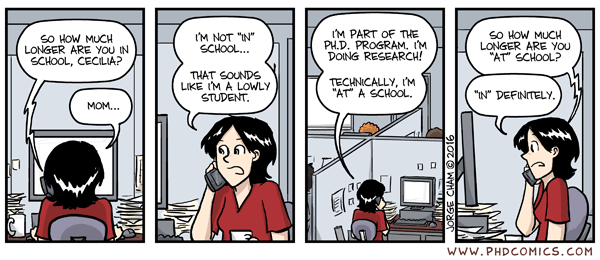 SO HOW MUCH
LONGER ARE YOU IN
SCHOOL, CECILIA?
MOM...
I'M NOT "IN"
SCHOOL...
THAT SOUNDS
LIKE I'M A LOWLY
STUDENT.
I'M PART OF THE
PH.D. PROGRAM. I'M
DOING RESEARCH!
TECHNICALLY, I'M
"AT" A SCHOOL.
SO HOW MUCH
LONGER ARE YOU
"AT" SCHOOL?
"IN" DEFINITELY.
JORGE CHAM © 2016
WWW.PHDCOMICS.COM